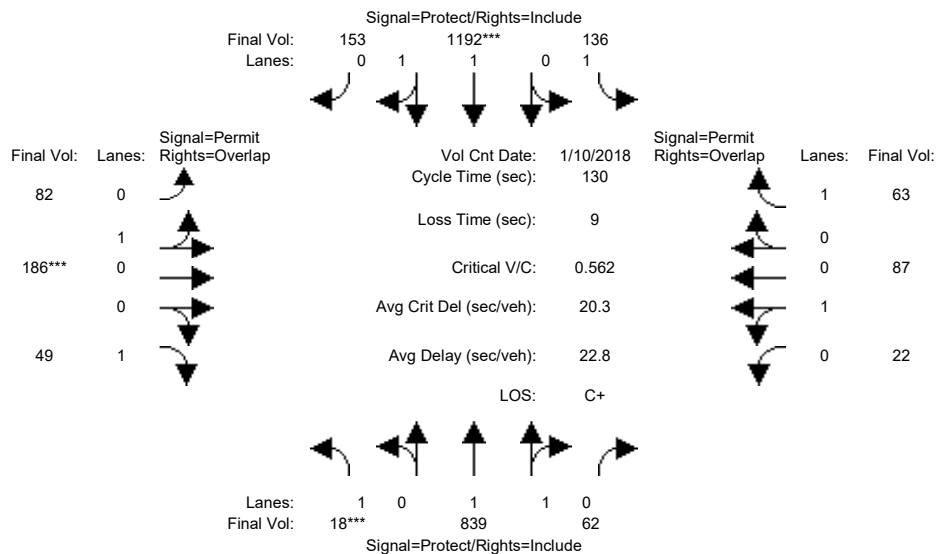 Signal=Protect/Rights=Include
Final Vol: 153 1192*** 136
Lanes: 0 1 1 0 1
Signal=Permit
Final Vol: Lanes: Rights=Overlap
Vol Cnt Date: 1/10/2018
Signal=Permit
Rights=Overlap Lanes: Final Vol:
Cycle Time (sec): 130
82 0
1 63
Loss Time (sec): 9
1
0
186*** 0
Critical V/C: 0.562
0 87
0
Avg Crit Del (sec/veh): 20.3
1
49 1
Avg Delay (sec/veh): 22.8
0 22
LOS: C+
Lanes: 1 0 1 1 0
Final Vol: 18*** 839 62
Signal=Protect/Rights=Include